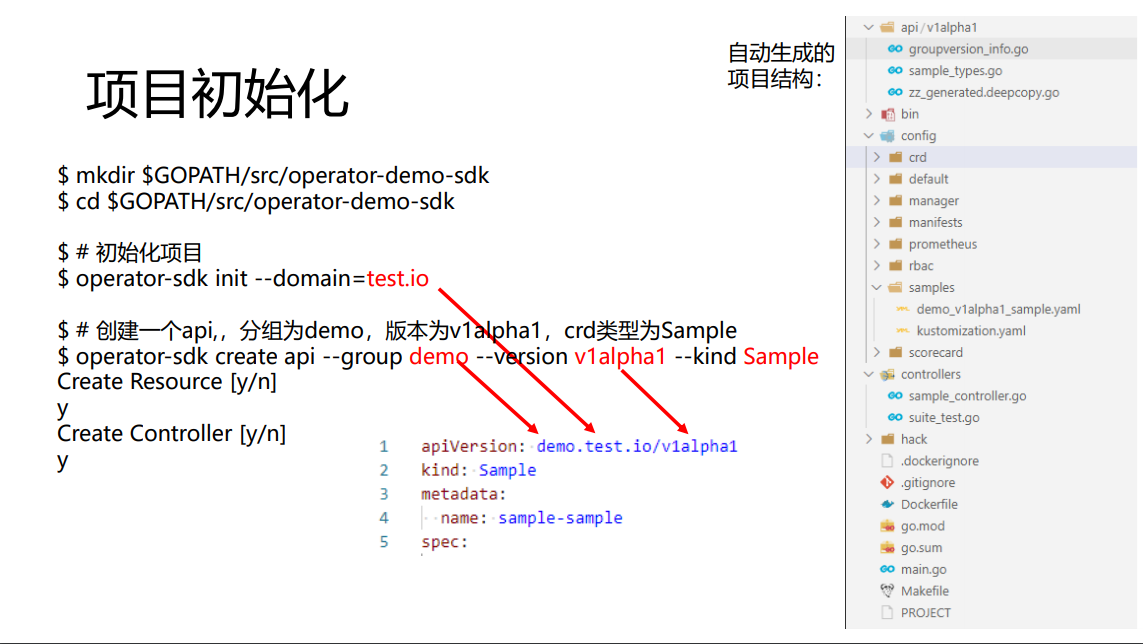 项目初始化
$ mkdir $GOPATH/src/operator-demo-sdk
$ cd $GOPATH/src/operator-demo-sdk
$ # 初始化项目
$ operator-sdk init --domain=test.io
$ # 创建一个api,，分组为demo，版本为v1alpha1，crd类型为Sample
$ operator-sdk create api --group demo --version v1alpha1 --kind Sample
Create Resource [y/n]
y
Create Controller [y/n]
y
1 apiVersion: demo.test.io/v1alpha1
2 kind: Sample
3 metadata:
4 name: sample-sample
5 spec:
自动生成的
项目结构：
api/v1alpha1
groupversion_info.go
sample_types.go
zz_generated.deepcopy.go
bin
config
crd
default
manager
manifests
prometheus
rbac
samples
demo_v1alpha1_sample.yaml
kustomization.yaml
scorecard
controllers
sample_controller.go
suite_test.go
hack
.dockerignore
.gitignore
Dockerfile
go.mod
go.sum
main.go
Makefile
PROJECT